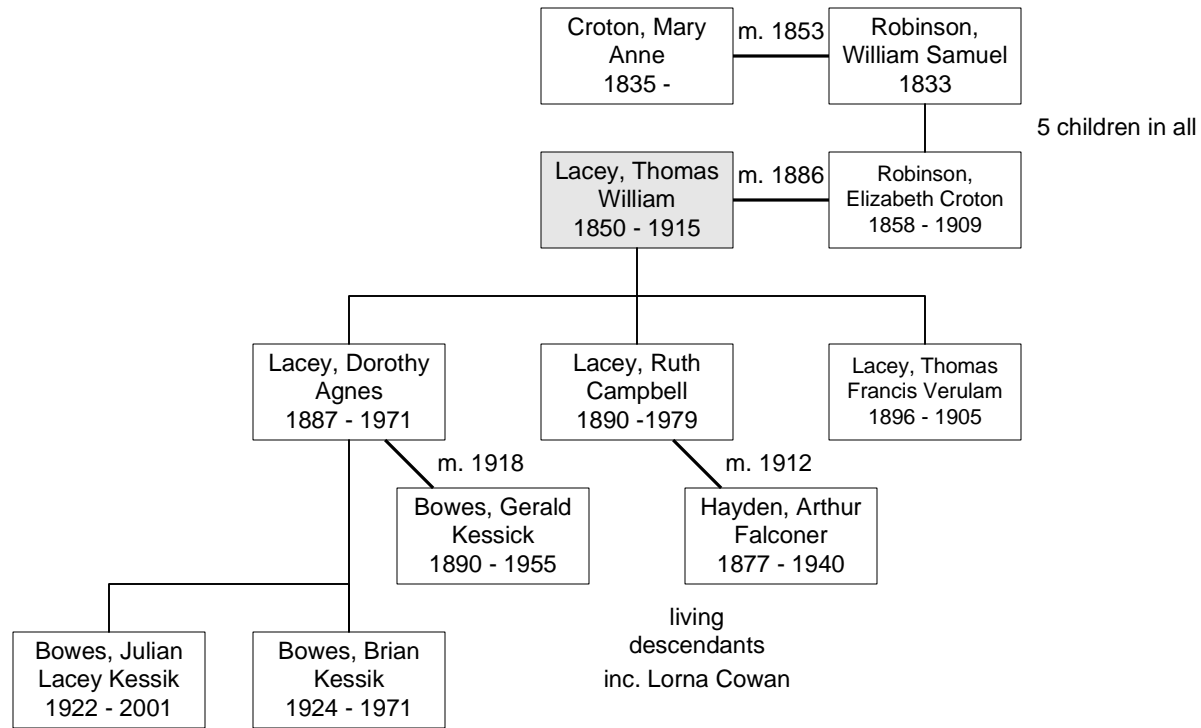 Croton, Mary
Anne
1835 -
m. 1853
Robinson,
William Samuel
1833
5 children in all
Lacey, Thomas
William
1850 - 1915
m. 1886
Robinson,
Elizabeth Croton
1858 - 1909
Lacey, Dorothy
Agnes
1887 - 1971
Lacey, Ruth
Campbell
1890 -1979
Lacey, Thomas
Francis Verulam
1896 - 1905
m. 1918
Bowes, Gerald
Kessick
1890 - 1955
m. 1912
Hayden, Arthur
Falconer
1877 - 1940
living
descendants
inc. Lorna Cowan
Bowes, Julian
Lacey Kessik
1922 - 2001
Bowes, Brian
Kessik
1924 - 1971